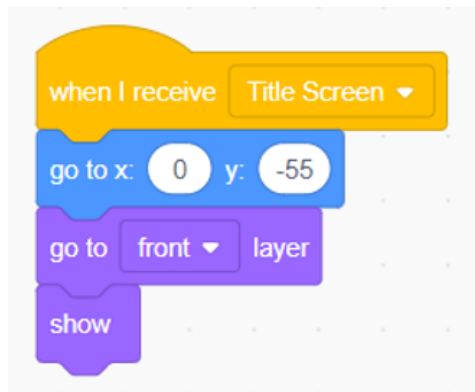 when I receive Title Screen
go to x: 0 y: -55
go to front layer
show